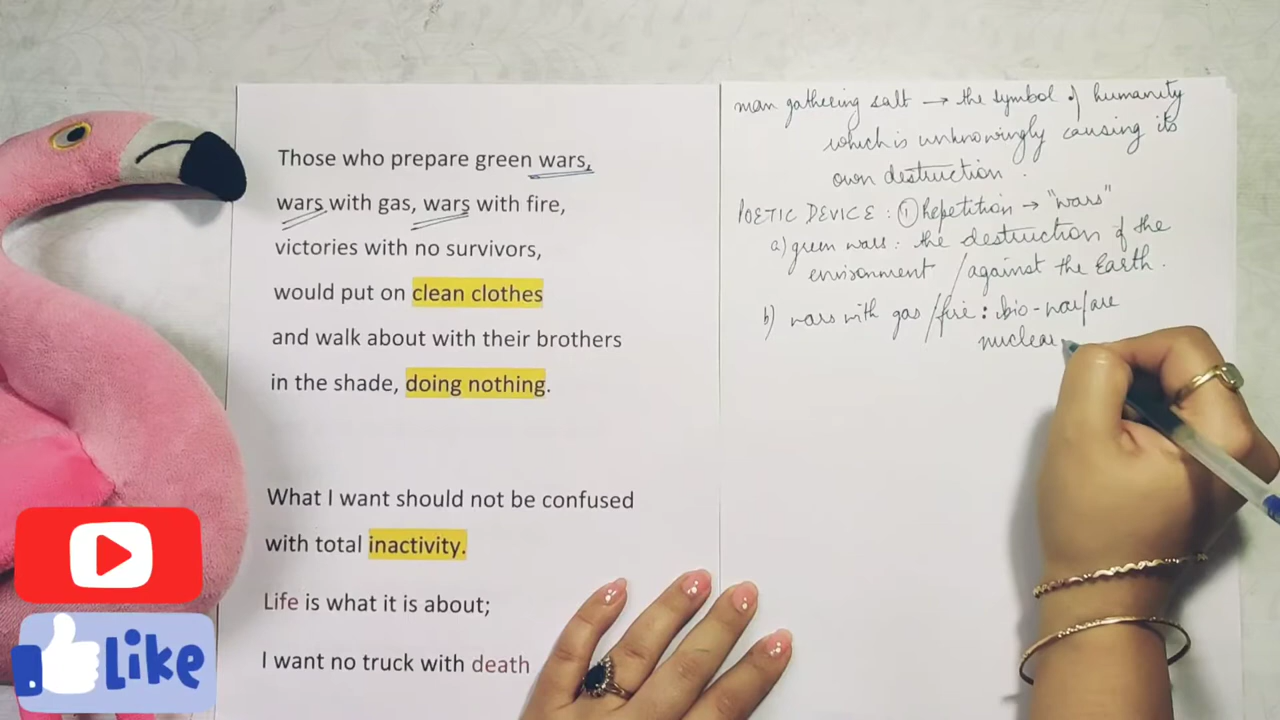 Those who prepare green wars,
wars with gas, wars with fire,
victories with no survivors,
would put on clean clothes
and walk about with their brothers
in the shade, doing nothing.
What I want should not be confused
with total inactivity.
Life is what it is about;
I want no truck with death
man gathering salt → the symbol of humanity
which is unknowingly causing its
own destruction.
POETIC DEVICE: ① Repetition → "wars"
a) green wars: the destruction of the
environment / against the Earth.
b) wars with gas / fire: bio-warfare
nuclear
LIKE